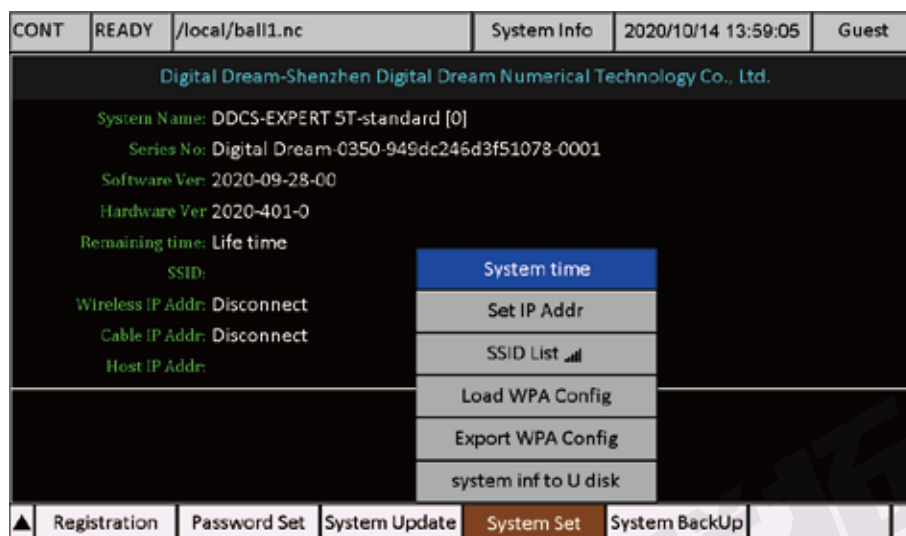 CONT READY /local/ball1.nc System Info 2020/10/14 13:59:05 Guest
Digital Dream-Shenzhen Digital Dream Numerical Technology Co., Ltd.
System Name: DDCS-EXPERT 5T-standard [0]
Series No: Digital Dream-0350-949dc246d3f51078-0001
Software Ver: 2020-09-28-00
Hardware Ver 2020-401-0
Remaining time: Life time
SSID:
Wireless IP Addr: Disconnect
Cable IP Addr: Disconnect
Host IP Addr:
System time
Set IP Addr
SSID List
Load WPA Config
Export WPA Config
system inf to U disk
▲ Registration Password Set System Update System Set System BackUp